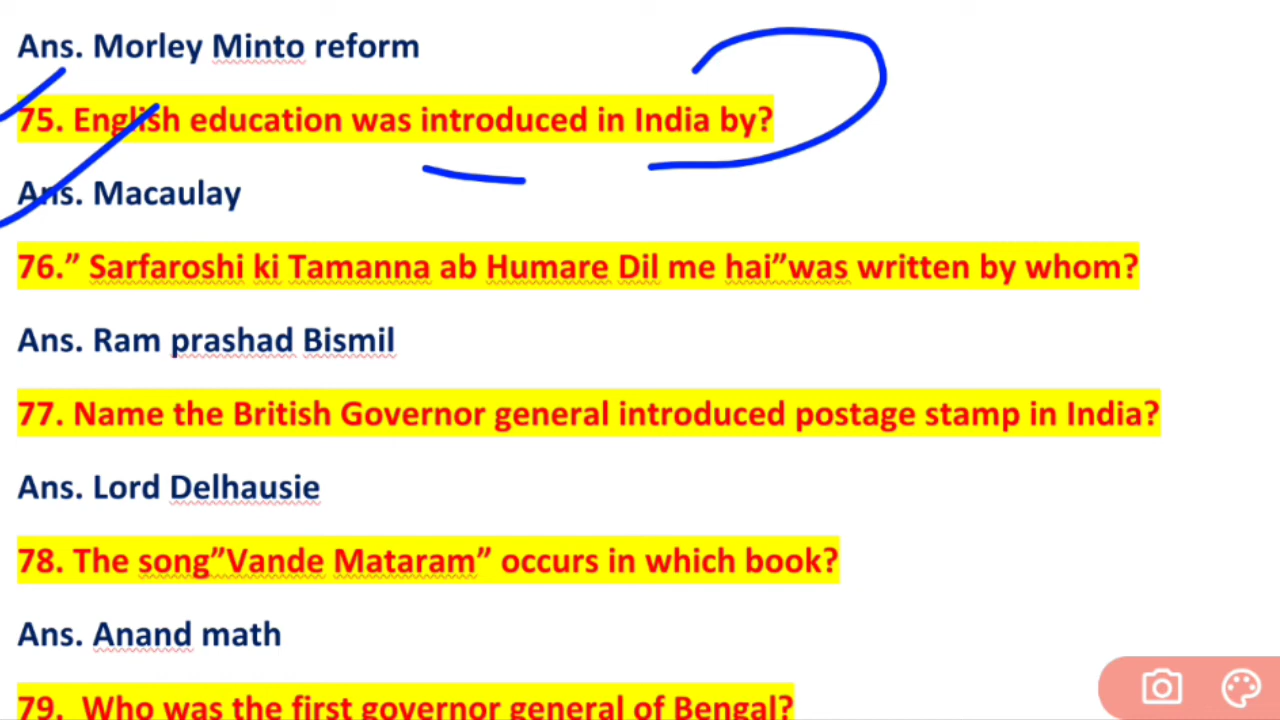 Ans. Morley Minto reform
75. English education was introduced in India by?
Ans. Macaulay
76.” Sarfaroshi ki Tamanna ab Humare Dil me hai”was written by whom?
Ans. Ram prashad Bismil
77. Name the British Governor general introduced postage stamp in India?
Ans. Lord Delhausie
78. The song”Vande Mataram” occurs in which book?
Ans. Anand math
79. Who was the first governor general of Bengal?